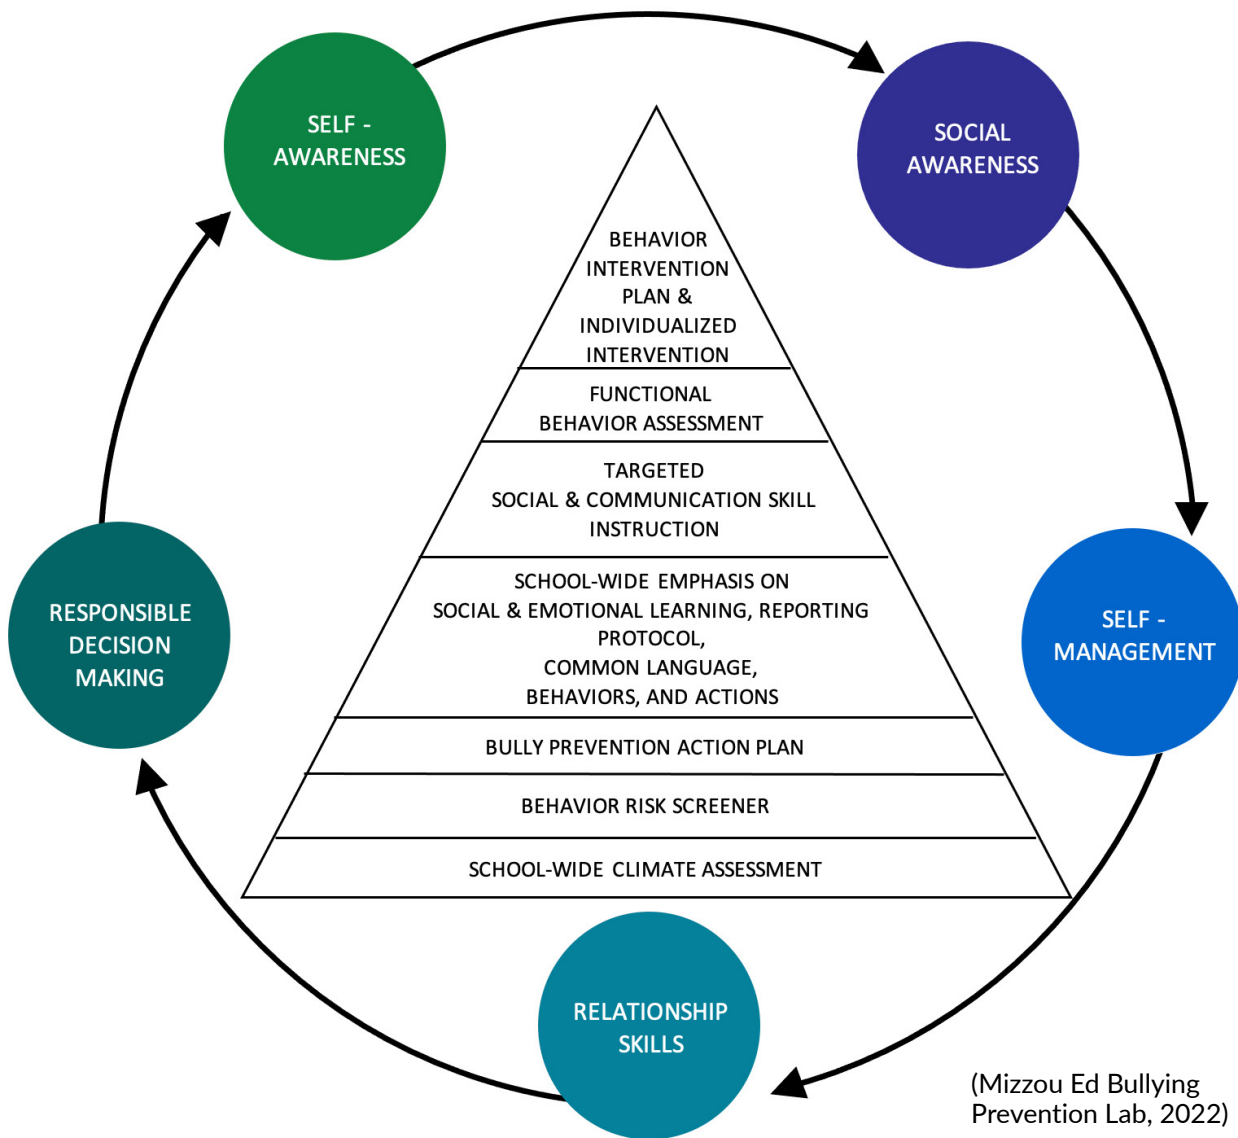 SELF -
AWARENESS
SOCIAL
AWARENESS
BEHAVIOR
INTERVENTION
PLAN &
INDIVIDUALIZED
INTERVENTION
FUNCTIONAL
BEHAVIOR ASSESSMENT
TARGETED
SOCIAL & COMMUNICATION SKILL
INSTRUCTION
SCHOOL-WIDE EMPHASIS ON
SOCIAL & EMOTIONAL LEARNING, REPORTING
PROTOCOL,
COMMON LANGUAGE,
BEHAVIORS, AND ACTIONS
RESPONSIBLE
DECISION
MAKING
SELF -
MANAGEMENT
BULLY PREVENTION ACTION PLAN
BEHAVIOR RISK SCREENER
SCHOOL-WIDE CLIMATE ASSESSMENT
RELATIONSHIP
SKILLS
(Mizzou Ed Bullying
Prevention Lab, 2022)